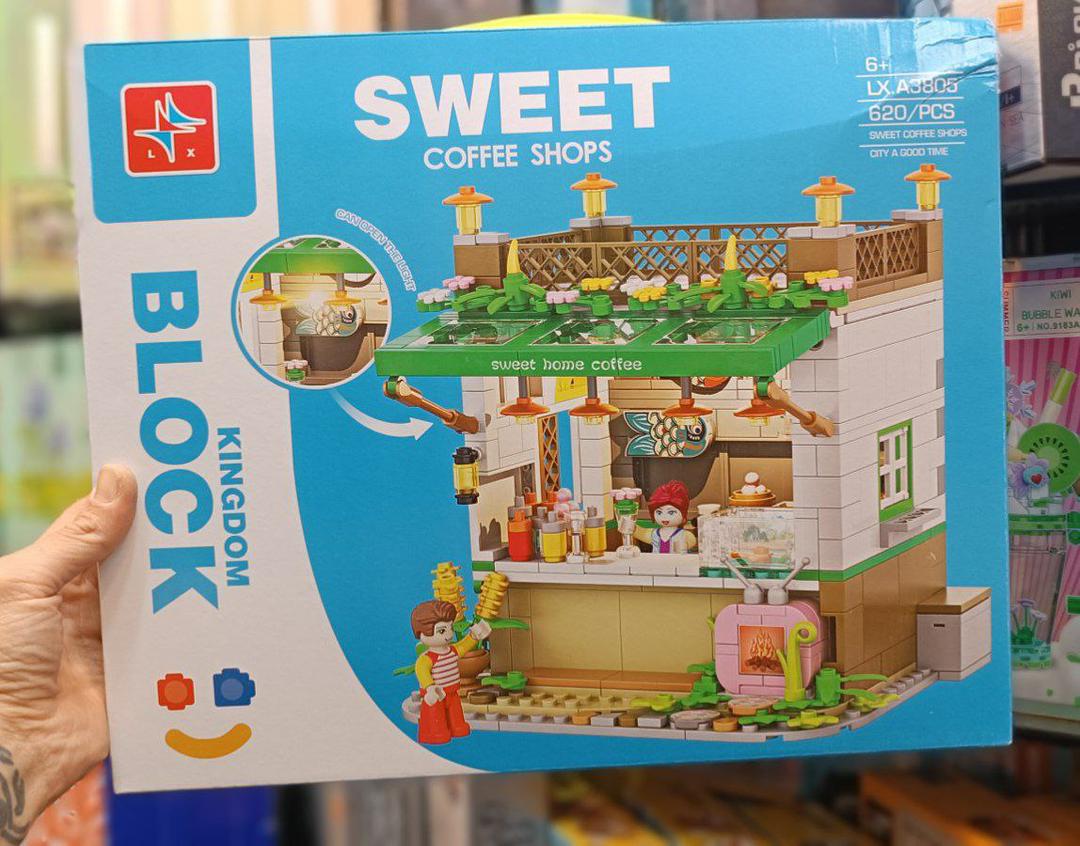 SWEET
COFFEE SHOPS
6+
LX.A3805
620/PCS
SWEET COFFEE SHOPS
CITY A GOOD TIME
L X
CAN OPEN THE LIGHT
BLOCK
KINGDOM
sweet home coffee
KIWI
BUBBLE WA
6+ NO.9183A